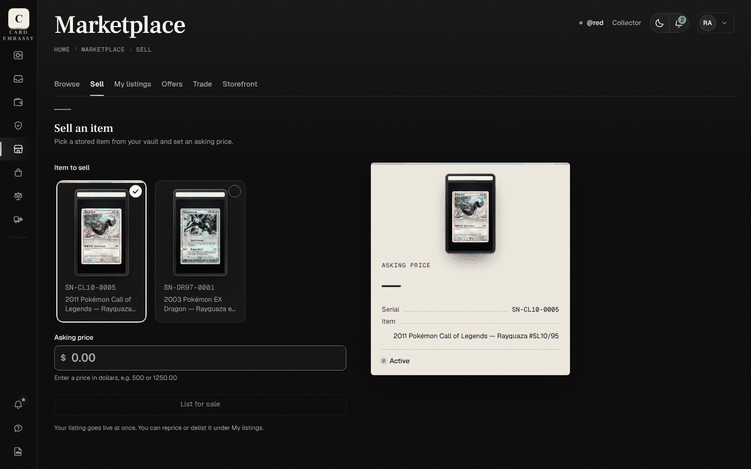 C
CARD
EMBASSY
Marketplace
@red
Collector
2
RA
HOME › MARKETPLACE › SELL
Browse
Sell
My listings
Offers
Trade
Storefront
Sell an item
Pick a stored item from your vault and set an asking price.
Item to sell
SN-CL10-0005
2011 Pokémon Call of
Legends — Rayquaza…
SN-DR97-0001
2003 Pokémon EX
Dragon — Rayquaza e…
Asking price
$ 0.00
Enter a price in dollars, e.g. 500 or 1250.00
List for sale
Your listing goes live at once. You can reprice or delist it under My listings.
ASKING PRICE
—
Serial
SN-CL10-0005
Item
2011 Pokémon Call of Legends — Rayquaza #SL10/95
Active